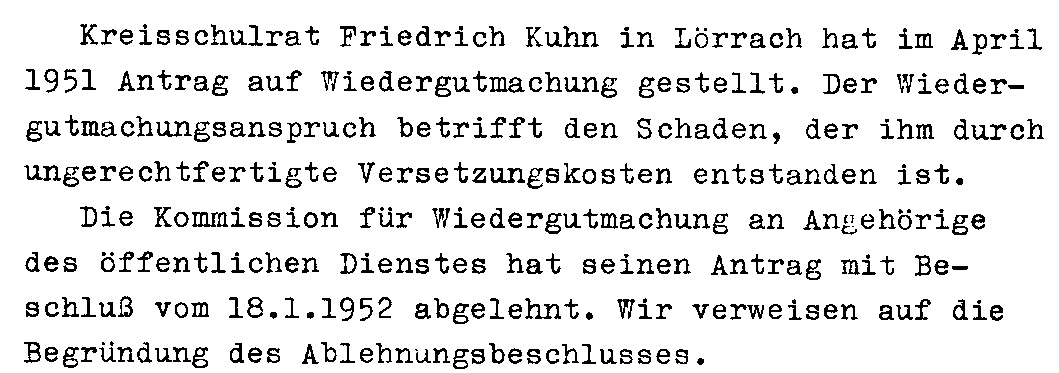 Kreisschulrat Friedrich Kuhn in Lörrach hat im April
1951 Antrag auf Wiedergutmachung gestellt. Der Wieder-
gutmachungsanspruch betrifft den Schaden, der ihm durch
ungerechtfertigte Versetzungskosten entstanden ist.
Die Kommission für Wiedergutmachung an Angehörige
des öffentlichen Dienstes hat seinen Antrag mit Be-
schluß vom 18.1.1952 abgelehnt. Wir verweisen auf die
Begründung des Ablehnungsbeschlusses.